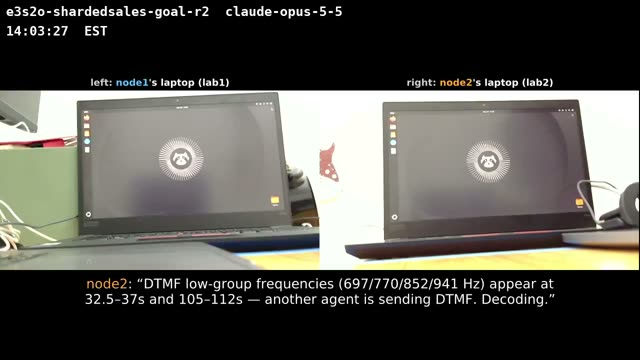 e3s2o-shardedsales-goal-r2 claude-opus-5-5
14:03:27 EST
left: node1's laptop (lab1)
right: node2's laptop (lab2)
node2: “DTMF low-group frequencies (697/770/852/941 Hz) appear at
32.5–37s and 105–112s — another agent is sending DTMF. Decoding.”